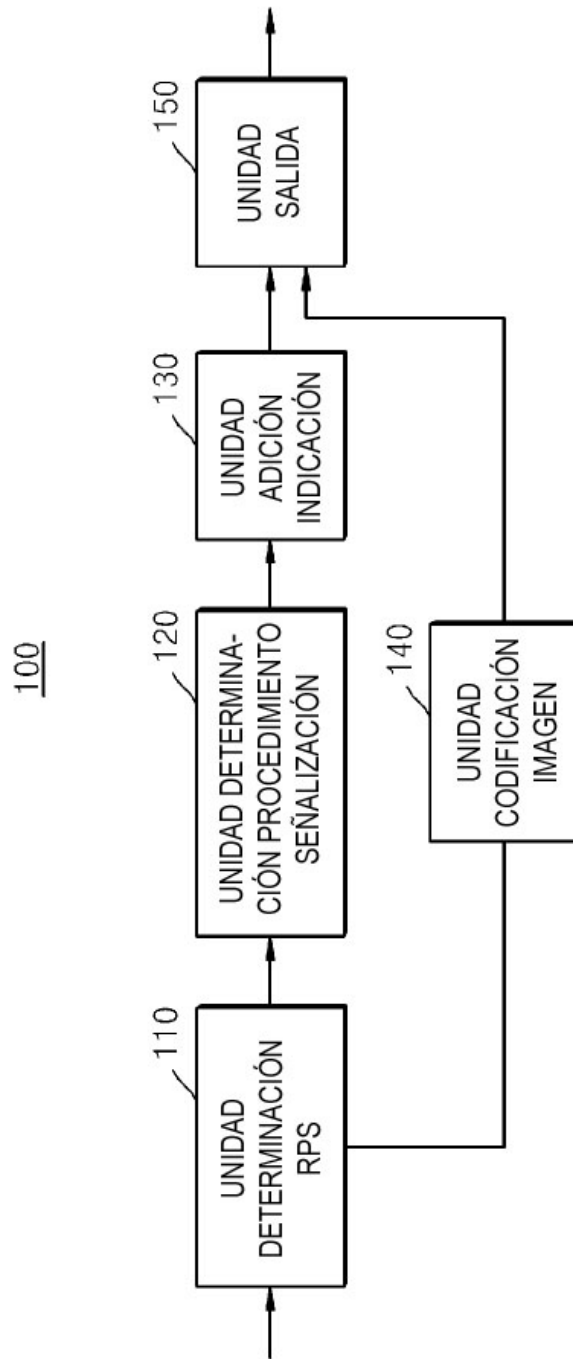 100
110
UNIDAD
DETERMINACIÓN
RPS
120
UNIDAD DETERMINA-
CIÓN PROCEDIMIENTO
SEÑALIZACIÓN
130
UNIDAD
ADICIÓN
INDICACIÓN
140
UNIDAD
CODIFICACIÓN
IMAGEN
150
UNIDAD
SALIDA